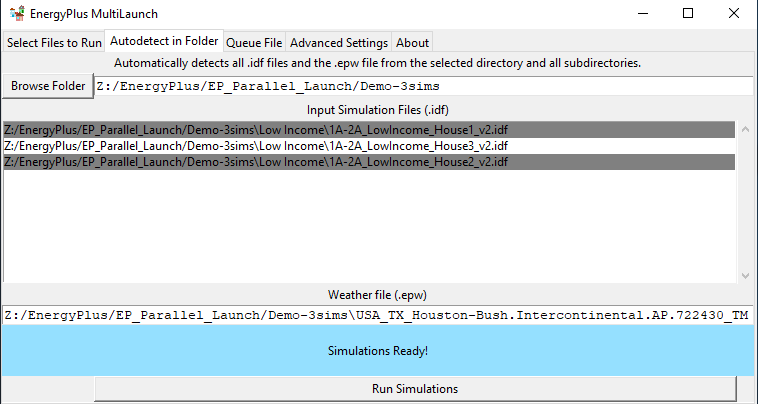 EnergyPlus MultiLaunch
Select Files to Run Autodetect in Folder Queue File Advanced Settings About
Automatically detects all .idf files and the .epw file from the selected directory and all subdirectories.
Browse Folder Z:/EnergyPlus/EP_Parallel_Launch/Demo-3sims
Input Simulation Files (.idf)
Z:/EnergyPlus/EP_Parallel_Launch/Demo-3sims\Low Income\1A-2A_LowIncome_House1_v2.idf
Z:/EnergyPlus/EP_Parallel_Launch/Demo-3sims\Low Income\1A-2A_LowIncome_House3_v2.idf
Z:/EnergyPlus/EP_Parallel_Launch/Demo-3sims\Low Income\1A-2A_LowIncome_House2_v2.idf
Weather file (.epw)
Z:/EnergyPlus/EP_Parallel_Launch/Demo-3sims\USA_TX_Houston-Bush.Intercontinental.AP.722430_TM
Simulations Ready!
Run Simulations